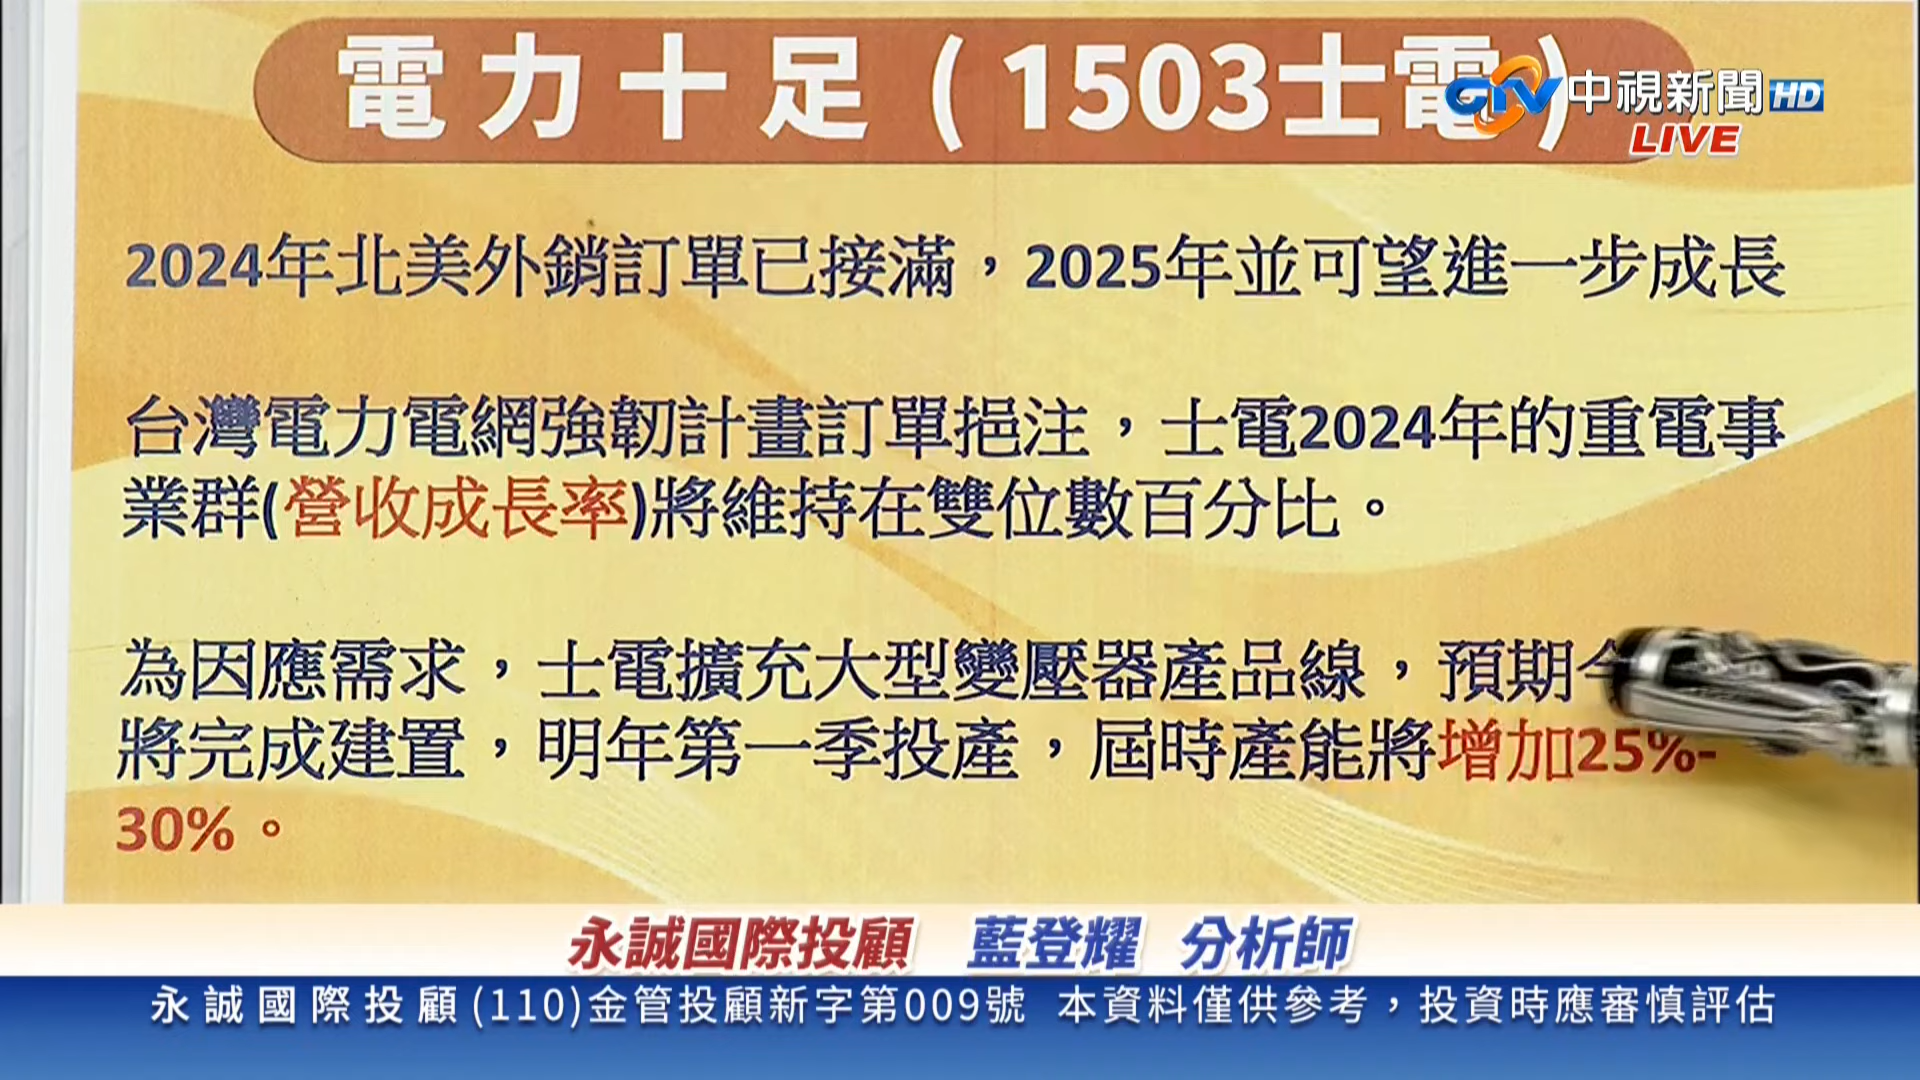 電力十足(1503士電)
CTV中視新聞HD
LIVE
2024年北美外銷訂單已接滿，2025年並可望進一步成長
台灣電力電網強韌計畫訂單挹注，士電2024年的重電事
業群(營收成長率)將維持在雙位數百分比。
為因應需求，士電擴充大型變壓器產品線，預期今
將完成建置，明年第一季投產，屆時產能將增加25%-
30%。
永誠國際投顧 藍登耀 分析師
永誠國際投顧(110)金管投顧新字第009號 本資料僅供參考，投資時應審慎評估